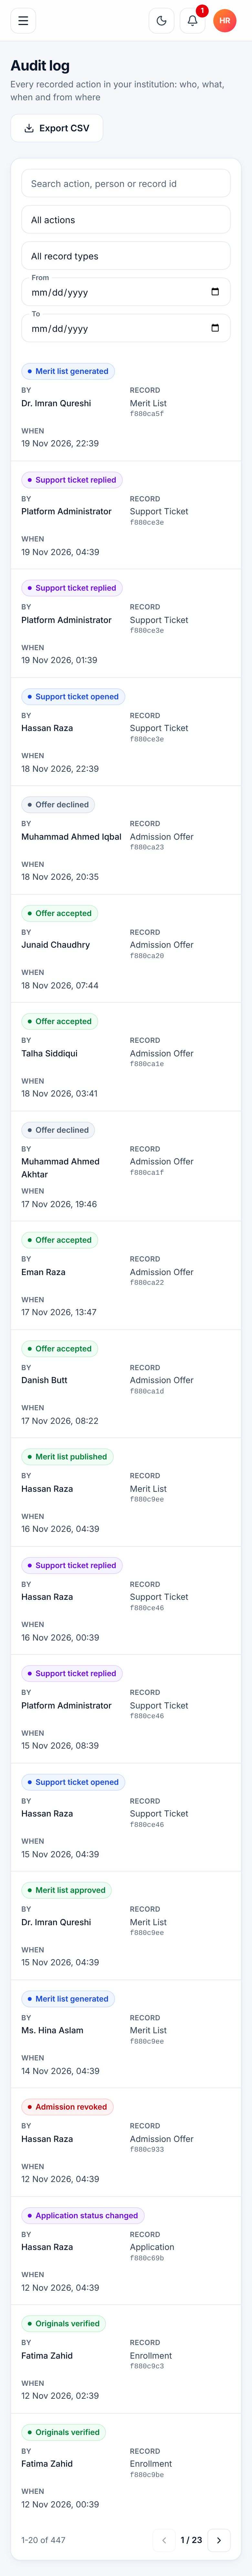 1
HR
Audit log
Every recorded action in your institution: who, what,
when and from where
Export CSV
Search action, person or record id
All actions
All record types
From
mm/dd/yyyy
To
mm/dd/yyyy
Merit list generated
BY RECORD
Dr. Imran Qureshi Merit List
f880ca5f
WHEN
19 Nov 2026, 22:39
Support ticket replied
BY RECORD
Platform Administrator Support Ticket
f880ce3e
WHEN
19 Nov 2026, 04:39
Support ticket replied
BY RECORD
Platform Administrator Support Ticket
f880ce3e
WHEN
19 Nov 2026, 01:39
Support ticket opened
BY RECORD
Hassan Raza Support Ticket
f880ce3e
WHEN
18 Nov 2026, 22:39
Offer declined
BY RECORD
Muhammad Ahmed Iqbal Admission Offer
f880ca23
WHEN
18 Nov 2026, 20:35
Offer accepted
BY RECORD
Junaid Chaudhry Admission Offer
f880ca20
WHEN
18 Nov 2026, 07:44
Offer accepted
BY RECORD
Talha Siddiqui Admission Offer
f880ca1e
WHEN
18 Nov 2026, 03:41
Offer declined
BY RECORD
Muhammad Ahmed Admission Offer
Akhtar f880ca1f
WHEN
17 Nov 2026, 19:46
Offer accepted
BY RECORD
Eman Raza Admission Offer
f880ca22
WHEN
17 Nov 2026, 13:47
Offer accepted
BY RECORD
Danish Butt Admission Offer
f880ca1d
WHEN
17 Nov 2026, 08:22
Merit list published
BY RECORD
Hassan Raza Merit List
f880c9ee
WHEN
16 Nov 2026, 04:39
Support ticket replied
BY RECORD
Hassan Raza Support Ticket
f880ce46
WHEN
16 Nov 2026, 00:39
Support ticket replied
BY RECORD
Platform Administrator Support Ticket
f880ce46
WHEN
15 Nov 2026, 08:39
Support ticket opened
BY RECORD
Hassan Raza Support Ticket
f880ce46
WHEN
15 Nov 2026, 04:39
Merit list approved
BY RECORD
Dr. Imran Qureshi Merit List
f880c9ee
WHEN
15 Nov 2026, 04:39
Merit list generated
BY RECORD
Ms. Hina Aslam Merit List
f880c9ee
WHEN
14 Nov 2026, 04:39
Admission revoked
BY RECORD
Hassan Raza Admission Offer
f880c933
WHEN
12 Nov 2026, 04:39
Application status changed
BY RECORD
Hassan Raza Application
f880c69b
WHEN
12 Nov 2026, 04:39
Originals verified
BY RECORD
Fatima Zahid Enrollment
f880c9c3
WHEN
12 Nov 2026, 02:39
Originals verified
BY RECORD
Fatima Zahid Enrollment
f880c9be
WHEN
12 Nov 2026, 00:39
1-20 of 447 1 / 23